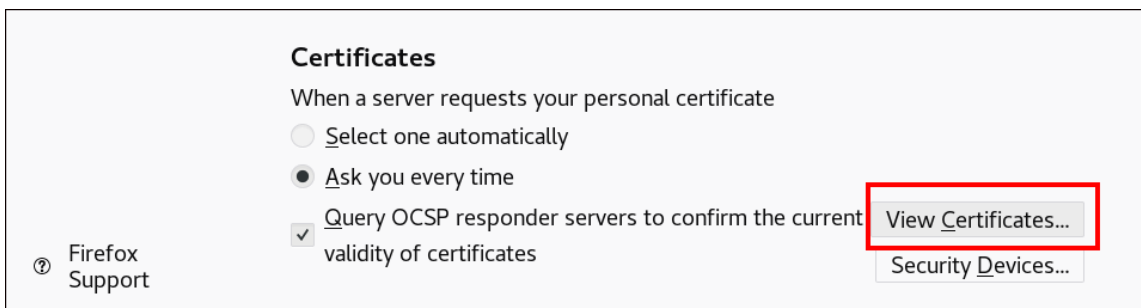 Certificates
When a server requests your personal certificate
Select one automatically
Ask you every time
Query OCSP responder servers to confirm the current
validity of certificates
View Certificates...
Security Devices...
Firefox
Support